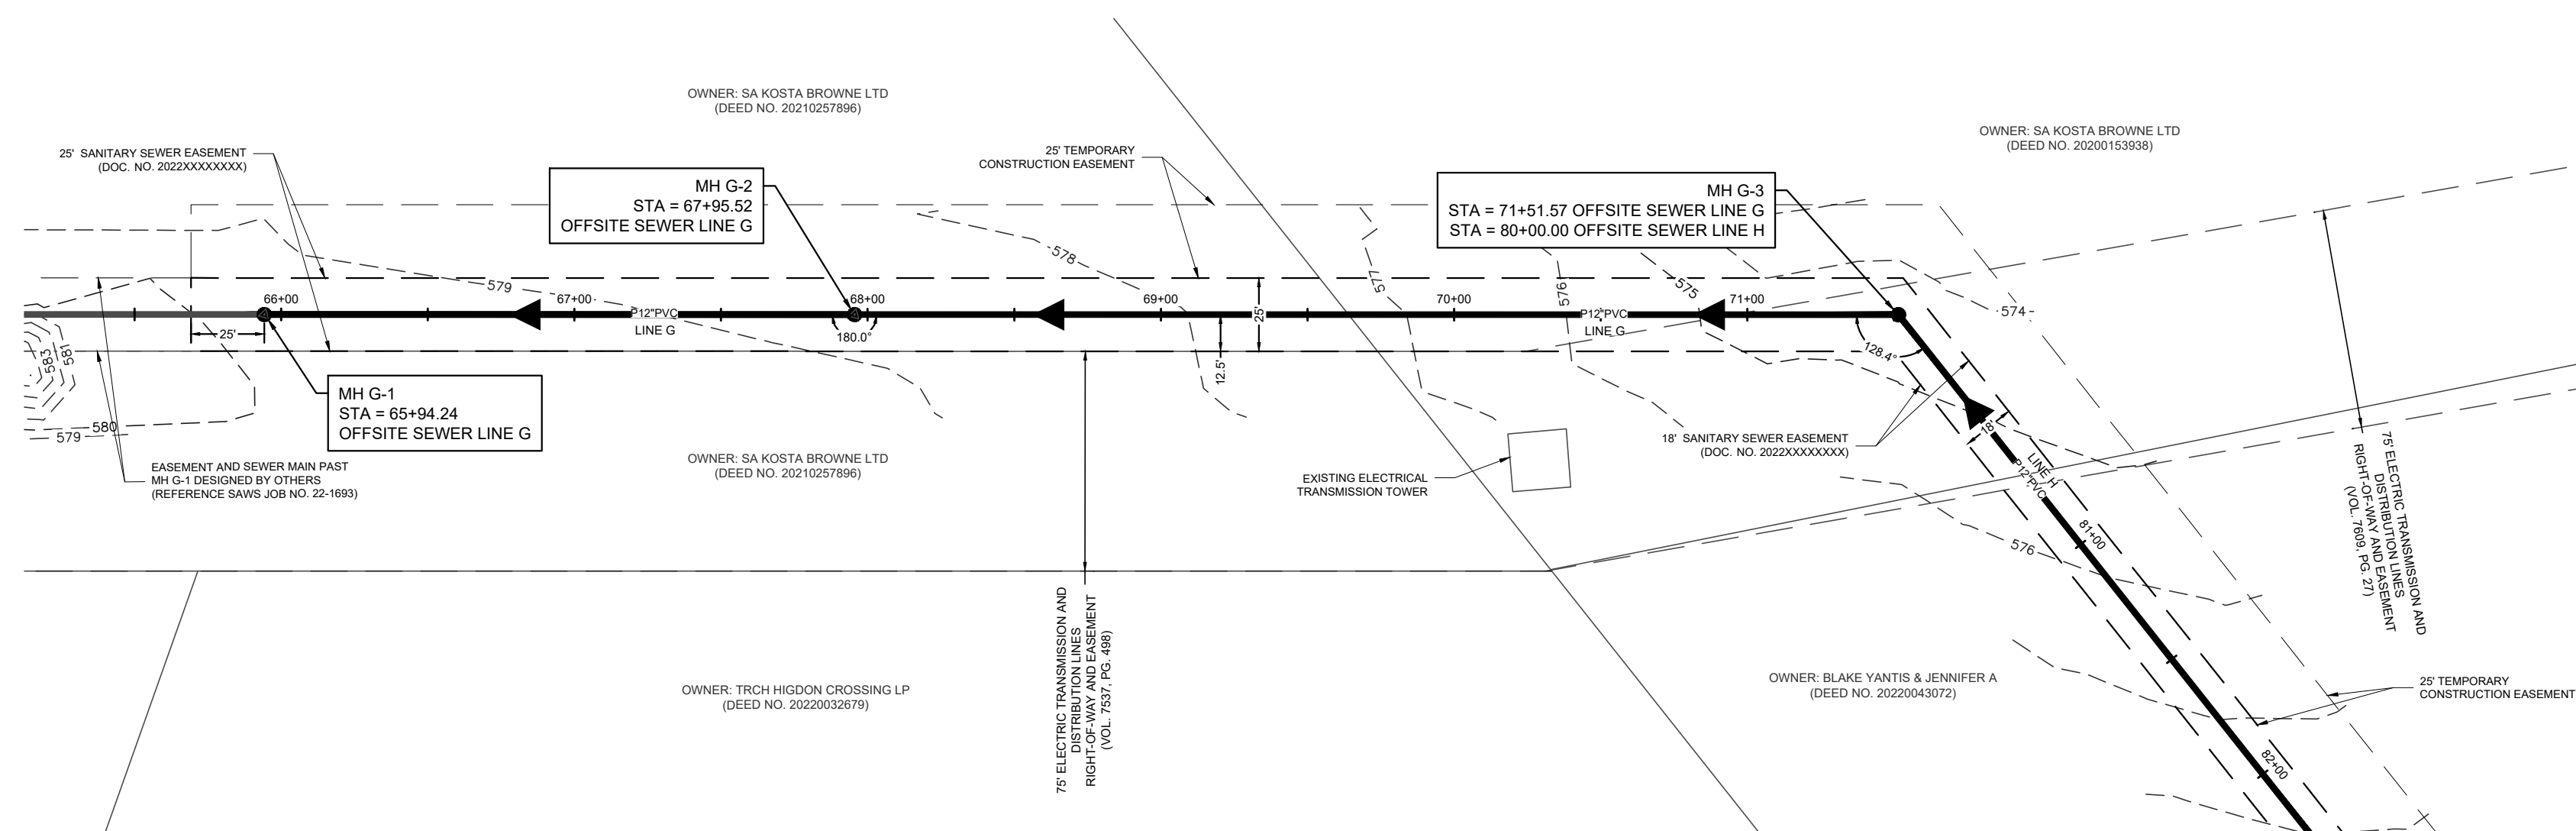 OWNER: SA KOSTA BROWNE LTD
(DEED NO. 20210257896)
OWNER: SA KOSTA BROWNE LTD
(DEED NO. 20200153938)
25' SANITARY SEWER EASEMENT
(DOC. NO. 2022XXXXXXXX)
25' TEMPORARY
CONSTRUCTION EASEMENT
MH G-2
STA = 67+95.52
OFFSITE SEWER LINE G
MH G-3
STA = 71+51.57 OFFSITE SEWER LINE G
STA = 80+00.00 OFFSITE SEWER LINE H
578
577
576
575
574
579
66+00
67+00
68+00
69+00
70+00
71+00
P12"PVC
LINE G
P12"PVC
LINE G
25'
180.0°
25'
12.5'
128.4°
583
581
580
579
MH G-1
STA = 65+94.24
OFFSITE SEWER LINE G
EASEMENT AND SEWER MAIN PAST
MH G-1 DESIGNED BY OTHERS
(REFERENCE SAWS JOB NO. 22-1693)
OWNER: SA KOSTA BROWNE LTD
(DEED NO. 20210257896)
EXISTING ELECTRICAL
TRANSMISSION TOWER
18' SANITARY SEWER EASEMENT
(DOC. NO. 2022XXXXXXXX)
18'
LINE H
P12"PVC
81+00
82+00
576
75' ELECTRIC TRANSMISSION AND
DISTRIBUTION LINES
RIGHT-OF-WAY AND EASEMENT
(VOL. 7609, PG. 27)
75' ELECTRIC TRANSMISSION AND
DISTRIBUTION LINES
RIGHT-OF-WAY AND EASEMENT
(VOL. 7537, PG. 498)
OWNER: TRCH HIGDON CROSSING LP
(DEED NO. 20220032679)
OWNER: BLAKE YANTIS & JENNIFER A
(DEED NO. 20220043072)
25' TEMPORARY
CONSTRUCTION EASEMENT